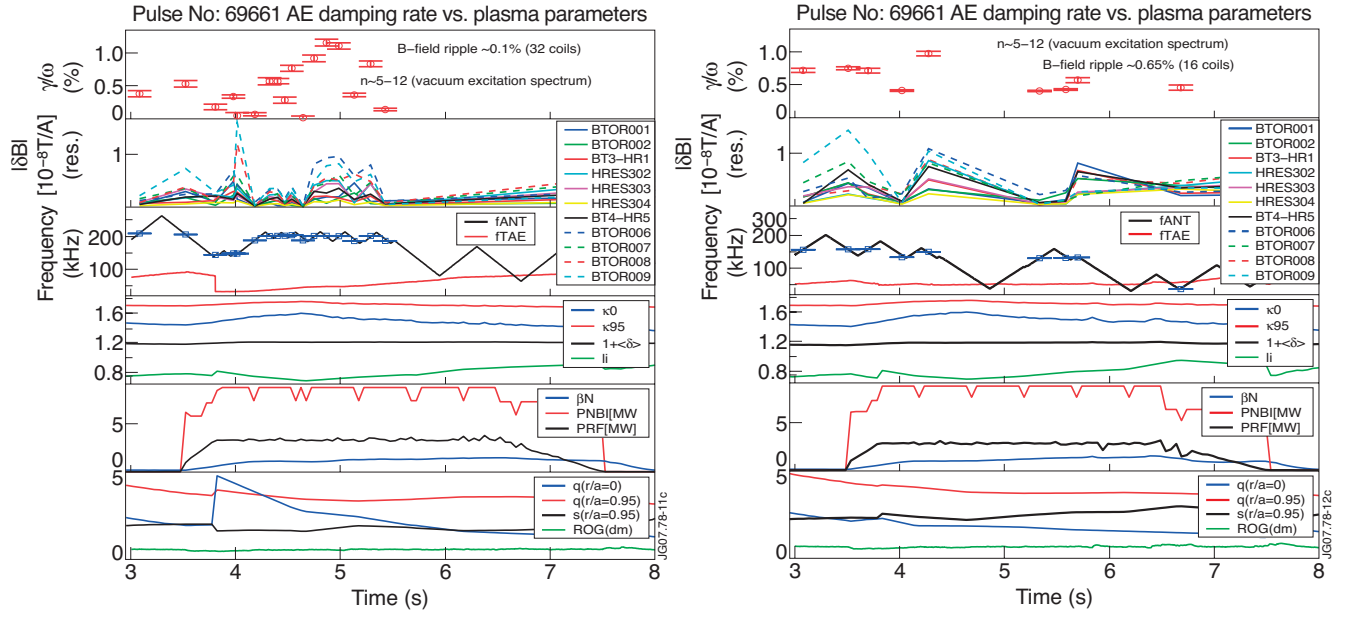 Pulse No: 69661 AE damping rate vs. plasma parameters
γ/ω
(%)
1.0
0.5
0
B-field ripple ~0.1% (32 coils)
n~5-12 (vacuum excitation spectrum)
IδBI
[10⁻⁸T/A]
(res.)
1
BTOR001
BTOR002
BT3-HR1
HRES302
HRES303
HRES304
BT4-HR5
BTOR006
BTOR007
BTOR008
BTOR009
Frequency
(kHz)
200
100
fANT
fTAE
1.6
1.2
0.8
κ0
κ95
1+<δ>
li
5
0
βN
PNBI[MW
PRF[MW]
5
0
q(r/a=0)
q(r/a=0.95)
s(r/a=0.95)
ROG(dm)
3 4 5 6 7 8
Time (s)
JG07.78-11c
Pulse No: 69661 AE damping rate vs. plasma parameters
γ/ω
(%)
1.0
0.5
0
n~5-12 (vacuum excitation spectrum)
B-field ripple ~0.65% (16 coils)
IδBI
[10⁻⁸T/A]
(res.)
1
BTOR001
BTOR002
BT3-HR1
HRES302
HRES303
HRES304
BT4-HR5
BTOR006
BTOR007
BTOR008
BTOR009
Frequency
(kHz)
300
200
100
fANT
fTAE
1.6
1.2
0.8
κ0
κ95
1+<δ>
li
5
0
βN
PNBI[MW
PRF[MW]
5
0
q(r/a=0)
q(r/a=0.95)
s(r/a=0.95)
ROG(dm)
3 4 5 6 7 8
Time (s)
JG07.78-12c